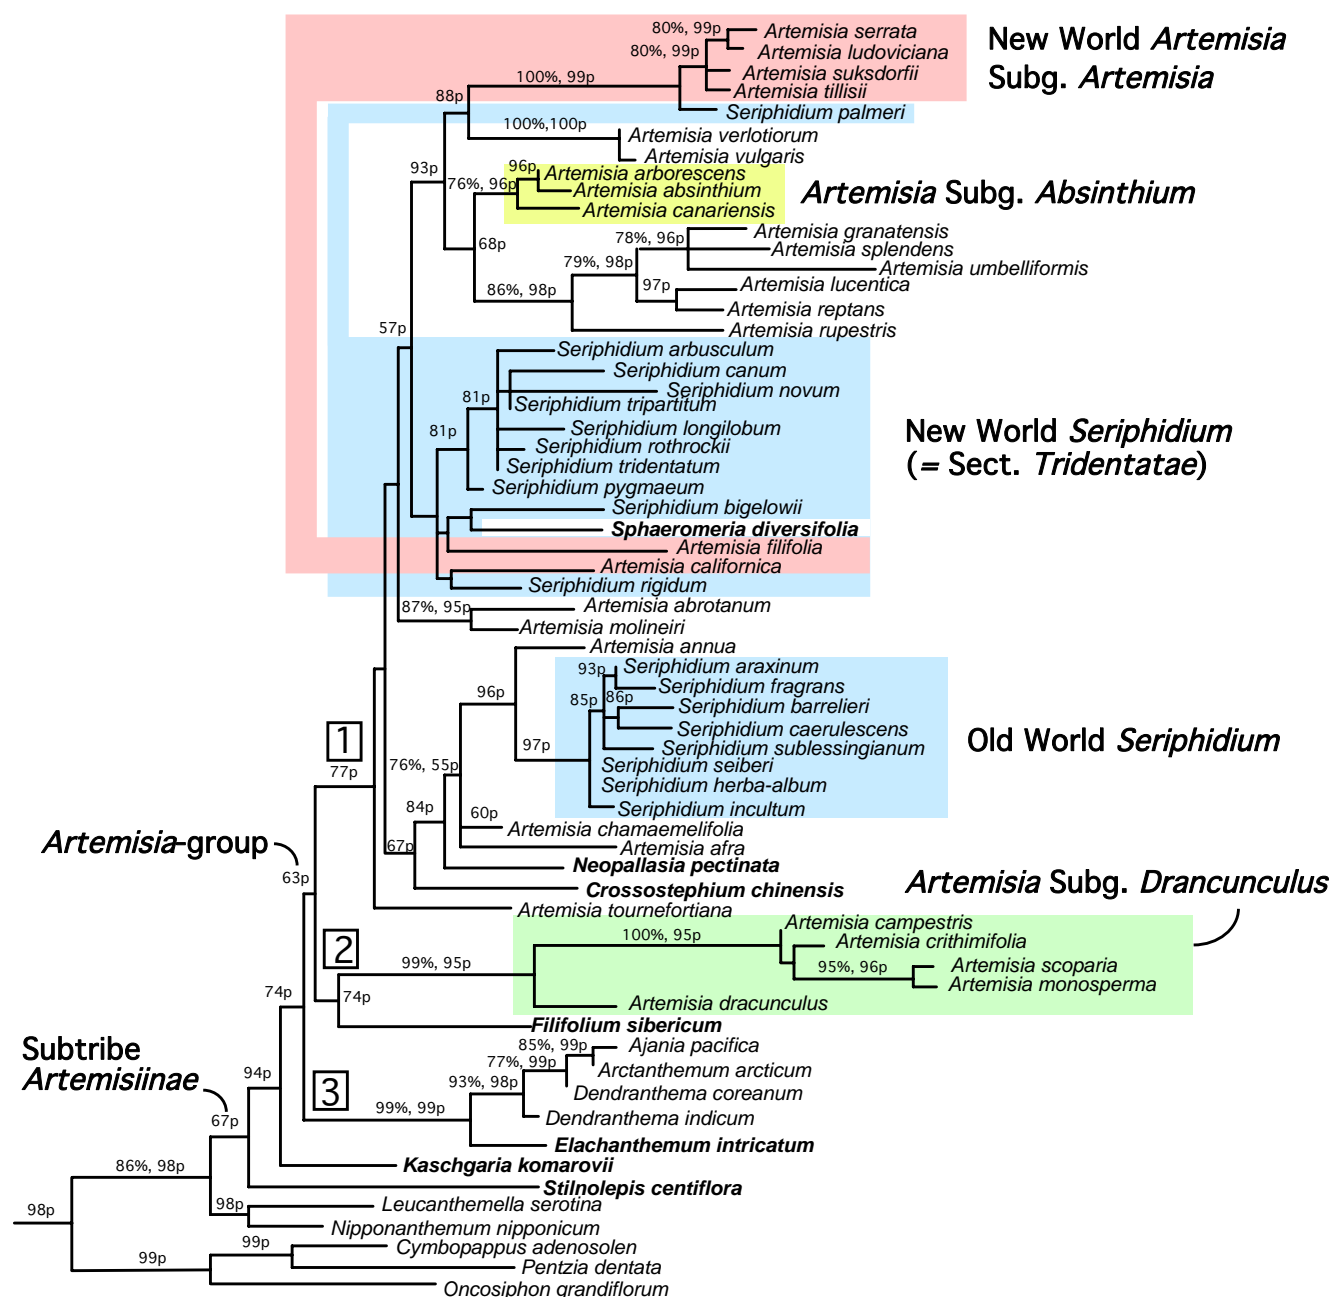 80%, 99p
Artemisia serrata
80%, 99p
Artemisia ludoviciana
New World Artemisia
Subg. Artemisia
100%, 99p
Artemisia suksdorfii
Artemisia tillisii
88p
Seriphidium palmeri
100%,100p
Artemisia verlotiorum
Artemisia vulgaris
93p
76%, 96p
96p
Artemisia arborescens
Artemisia absinthium
Artemisia canariensis
Artemisia Subg. Absinthium
68p
78%, 96p
Artemisia granatensis
Artemisia splendens
79%, 98p
Artemisia umbelliformis
86%, 98p
97p
Artemisia lucentica
Artemisia reptans
Artemisia rupestris
57p
Seriphidium arbusculum
Seriphidium canum
81p
Seriphidium novum
Seriphidium tripartitum
81p
Seriphidium longilobum
Seriphidium rothrockii
Seriphidium tridentatum
Seriphidium pygmaeum
New World Seriphidium
(= Sect. Tridentatae)
Seriphidium bigelowii
Sphaeromeria diversifolia
Artemisia filifolia
Artemisia californica
Seriphidium rigidum
87%, 95p
Artemisia abrotanum
Artemisia molineiri
Artemisia annua
96p
93p
Seriphidium araxinum
Seriphidium fragrans
85p
86p
Seriphidium barrelieri
Seriphidium caerulescens
97p
Seriphidium sublessingianum
Seriphidium seiberi
Seriphidium herba-album
Seriphidium incultum
Old World Seriphidium
1
77p
76%, 55p
84p
60p
Artemisia chamaemelifolia
Artemisia afra
67p
Neopallasia pectinata
Crossostephium chinensis
Artemisia tournefortiana
Artemisia-group
63p
Artemisia Subg. Drancunculus
2
100%, 95p
Artemisia campestris
Artemisia crithimifolia
99%, 95p
95%, 96p
Artemisia scoparia
Artemisia monosperma
74p
Artemisia dracunculus
Filifolium sibericum
74p
Subtribe
Artemisiinae
85%, 99p
Ajania pacifica
77%, 99p
Arctanthemum arcticum
94p
3
93%, 98p
Dendranthema coreanum
99%, 99p
Dendranthema indicum
67p
Elachanthemum intricatum
86%, 98p
Kaschgaria komarovii
Stilnolepis centiflora
98p
98p
Leucanthemella serotina
Nipponanthemum nipponicum
99p
99p
Cymbopappus adenosolen
Pentzia dentata
Oncosiphon grandiflorum